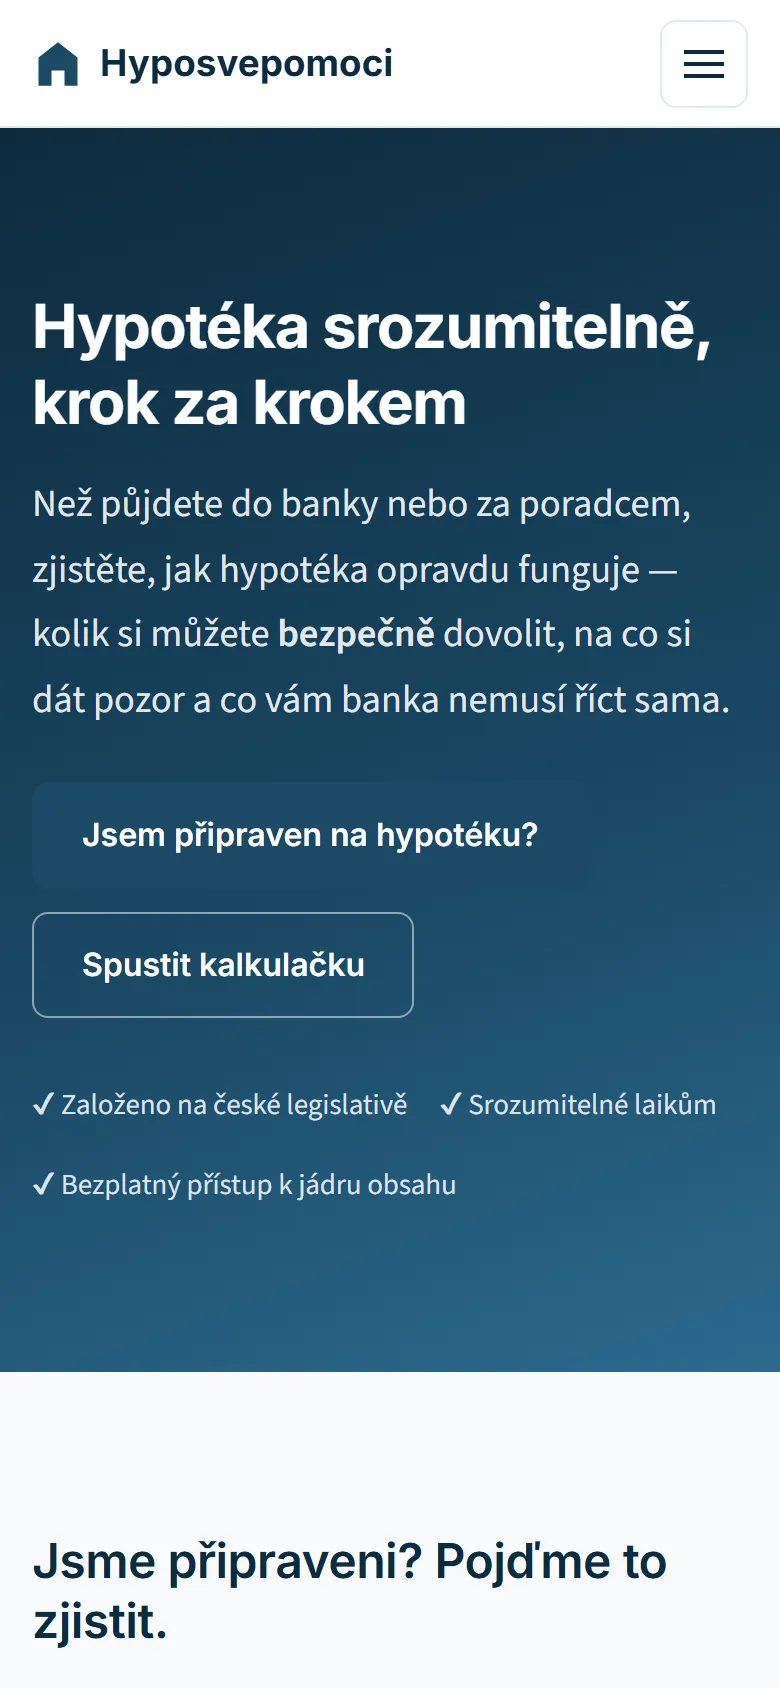 Hyposvepomoci
Hypotéka srozumitelně,
krok za krokem
Než půjdete do banky nebo za poradcem,
zjistěte, jak hypotéka opravdu funguje —
kolik si můžete bezpečně dovolit, na co si
dát pozor a co vám banka nemusí říct sama.
Jsem připraven na hypotéku?
Spustit kalkulačku
✓ Založeno na české legislativě ✓ Srozumitelné laikům
✓ Bezplatný přístup k jádru obsahu
Jsme připraveni? Pojďme to
zjistit.